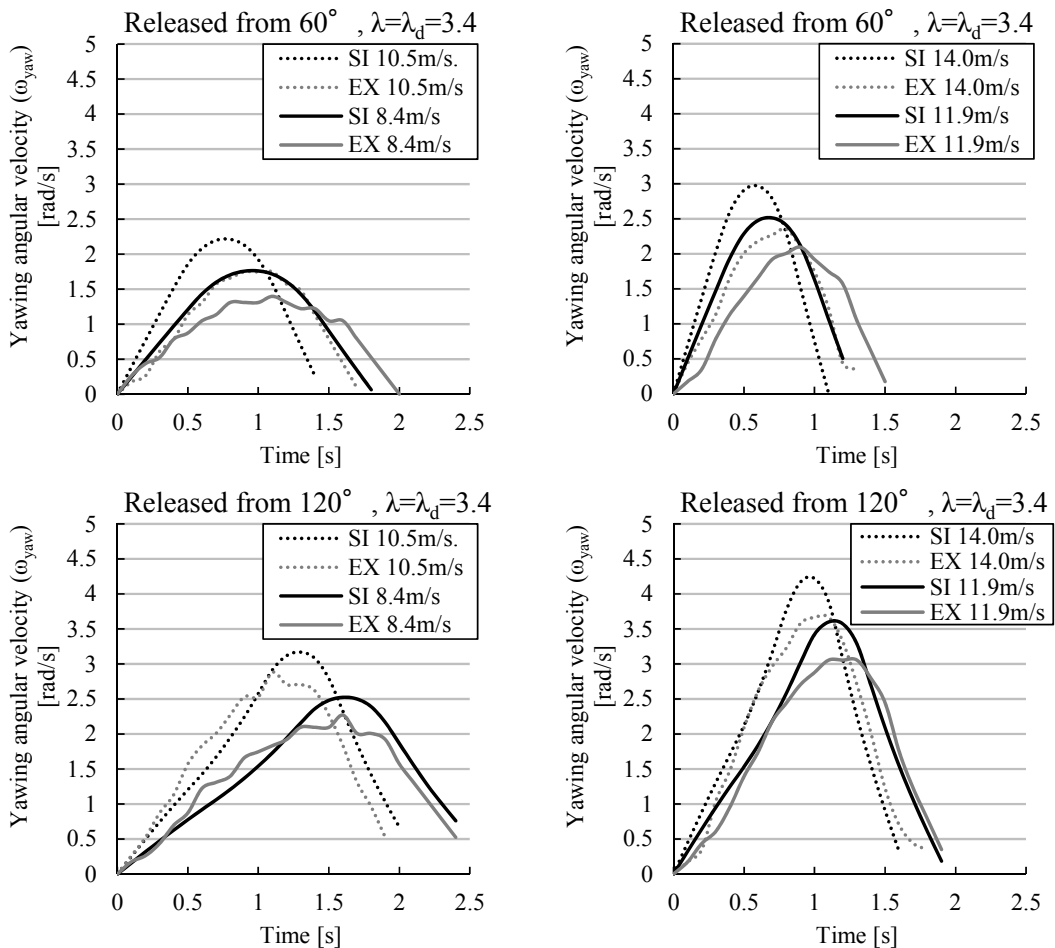 Released from 60° , λ=λd=3.4
Yawing angular velocity (ωyaw)
[rad/s]
5
4.5
4
3.5
3
2.5
2
1.5
1
0.5
0
SI 10.5m/s.
EX 10.5m/s
SI 8.4m/s
EX 8.4m/s
0 0.5 1 1.5 2 2.5
Time [s]
Released from 60° , λ=λd=3.4
Yawing angular velocity (ωyaw)
[rad/s]
5
4.5
4
3.5
3
2.5
2
1.5
1
0.5
0
SI 14.0m/s
EX 14.0m/s
SI 11.9m/s
EX 11.9m/s
0 0.5 1 1.5 2 2.5
Time [s]
Released from 120° , λ=λd=3.4
Yawing angular velocity (ωyaw)
[rad/s]
5
4.5
4
3.5
3
2.5
2
1.5
1
0.5
0
SI 10.5m/s.
EX 10.5m/s
SI 8.4m/s
EX 8.4m/s
0 0.5 1 1.5 2 2.5
Time [s]
Released from 120° , λ=λd=3.4
Yawing angular velocity (ωyaw)
[rad/s]
5
4.5
4
3.5
3
2.5
2
1.5
1
0.5
0
SI 14.0m/s
EX 14.0m/s
SI 11.9m/s
EX 11.9m/s
0 0.5 1 1.5 2 2.5
Time [s]